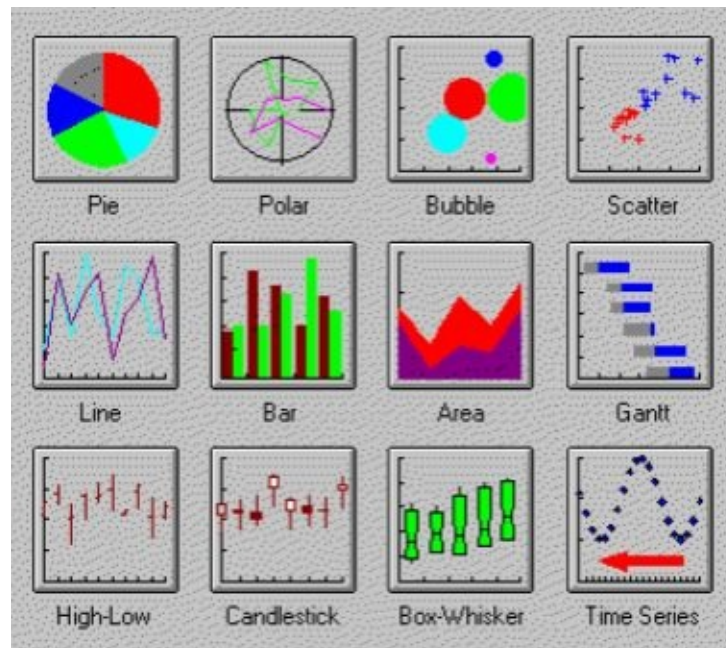 Pie Polar Bubble Scatter
Line Bar Area Gantt
High-Low Candlestick Box-Whisker Time Series